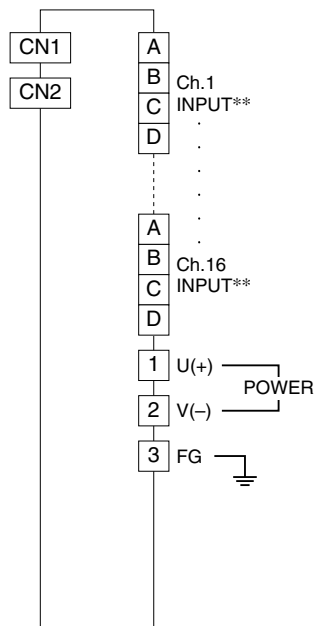 CN1
CN2
A
B
C
D
Ch.1
INPUT**
A
B
C
D
Ch.16
INPUT**
1 U(+)
POWER
2 V(–)
3 FG